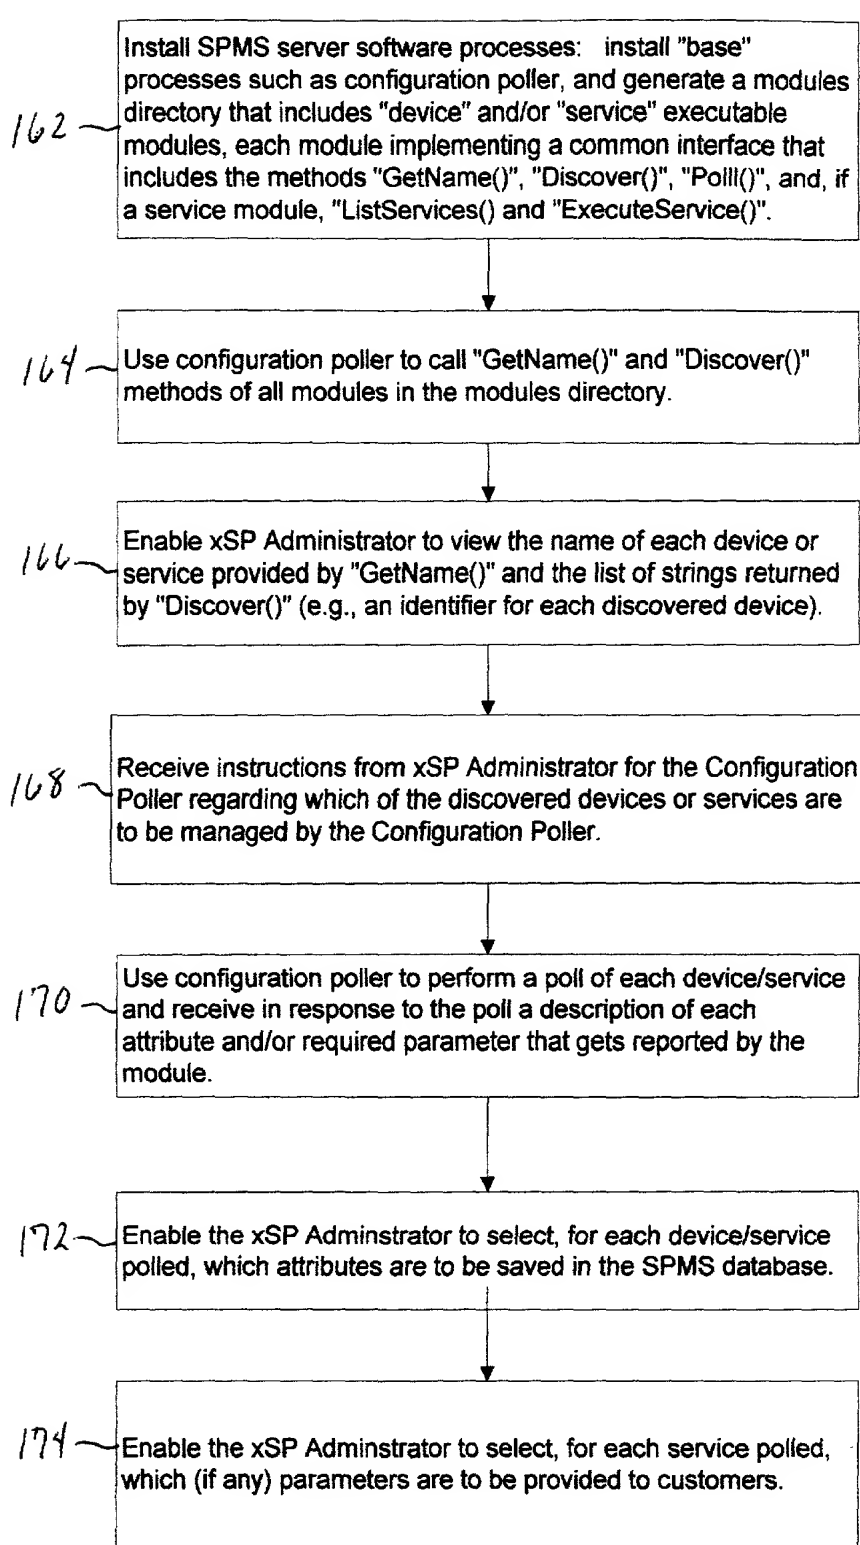 Install SPMS server software processes: install "base"
processes such as configuration poller, and generate a modules
directory that includes "device" and/or "service" executable
162
modules, each module implementing a common interface that
includes the methods "GetName()", "Discover()", "Polll()", and, if
a service module, "ListServices() and "ExecuteService()".
164
Use configuration poller to call "GetName()" and "Discover()"
methods of all modules in the modules directory.
166
Enable xSP Administrator to view the name of each device or
service provided by "GetName()" and the list of strings returned
by "Discover()" (e.g., an identifier for each discovered device).
168
Receive instructions from xSP Administrator for the Configuration
Poller regarding which of the discovered devices or services are
to be managed by the Configuration Poller.
170
Use configuration poller to perform a poll of each device/service
and receive in response to the poll a description of each
attribute and/or required parameter that gets reported by the
module.
172
Enable the xSP Adminstrator to select, for each device/service
polled, which attributes are to be saved in the SPMS database.
174
Enable the xSP Adminstrator to select, for each service polled,
which (if any) parameters are to be provided to customers.